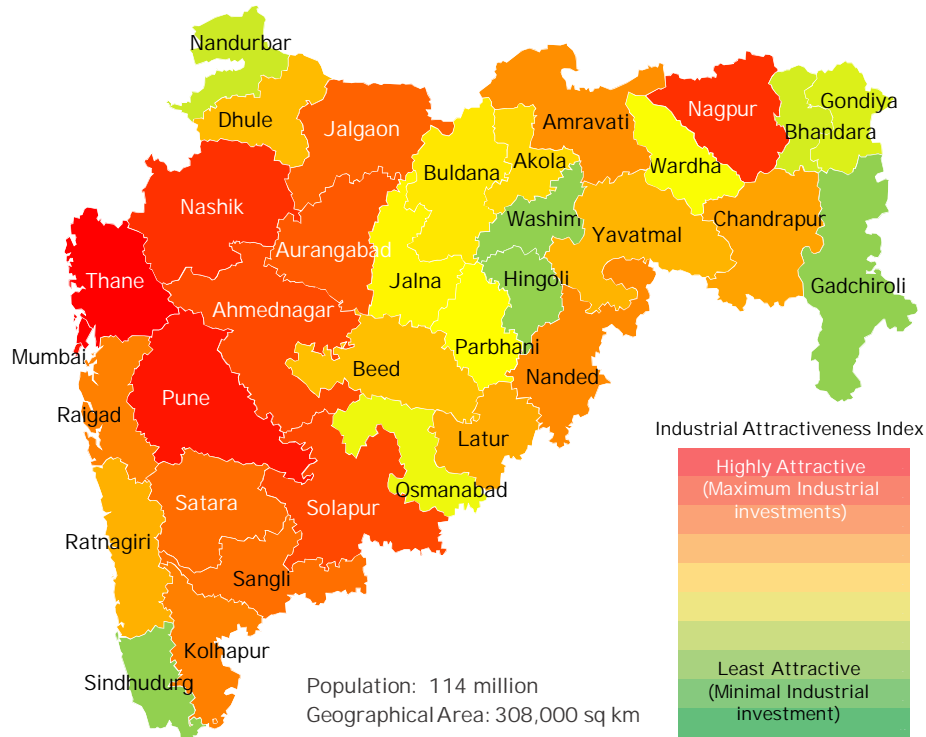 Nandurbar
Dhule
Jalgaon
Amravati
Nagpur
Gondiya
Bhandara
Buldana
Akola
Wardha
Nashik
Washim
Chandrapur
Aurangabad
Yavatmal
Thane
Jalna
Hingoli
Gadchiroli
Ahmednagar
Mumbai
Parbhani
Beed
Nanded
Pune
Raigad
Latur
Osmanabad
Satara
Solapur
Ratnagiri
Sangli
Kolhapur
Sindhudurg
Industrial Attractiveness Index
Highly Attractive
(Maximum Industrial
investments)
Least Attractive
(Minimal Industrial
investment)
Population: 114 million
Geographical Area: 308,000 sq km